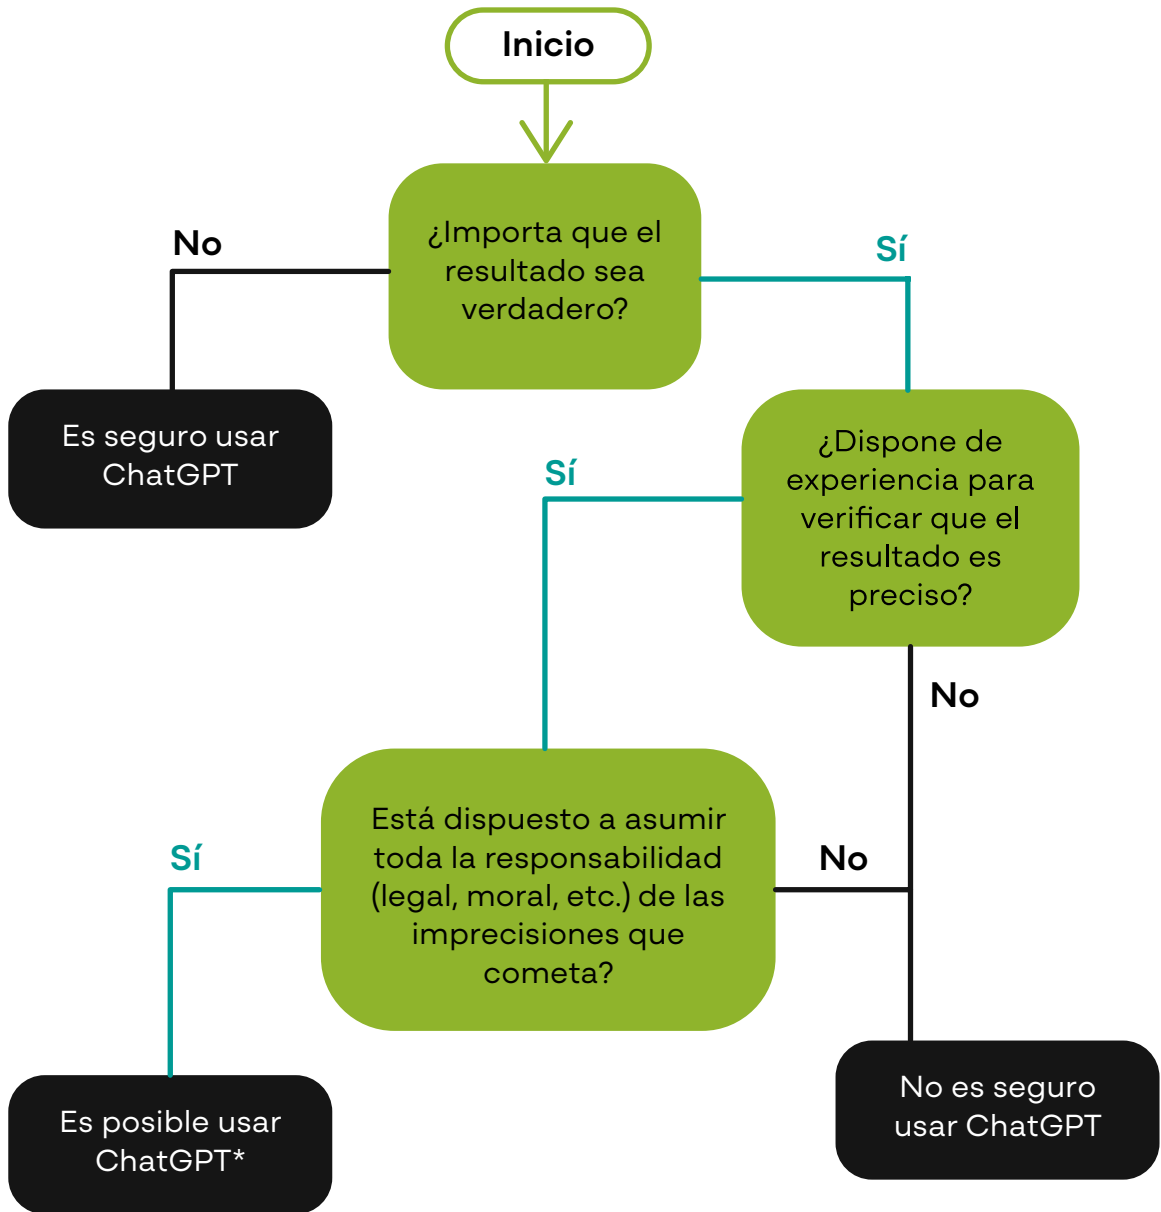 Inicio
¿Importa que el
resultado sea
verdadero?
No
Sí
Es seguro usar
ChatGPT
¿Dispone de
experiencia para
verificar que el
resultado es
preciso?
Sí
No
Está dispuesto a asumir
toda la responsabilidad
(legal, moral, etc.) de las
imprecisiones que
cometa?
Sí
No
Es posible usar
ChatGPT*
No es seguro
usar ChatGPT